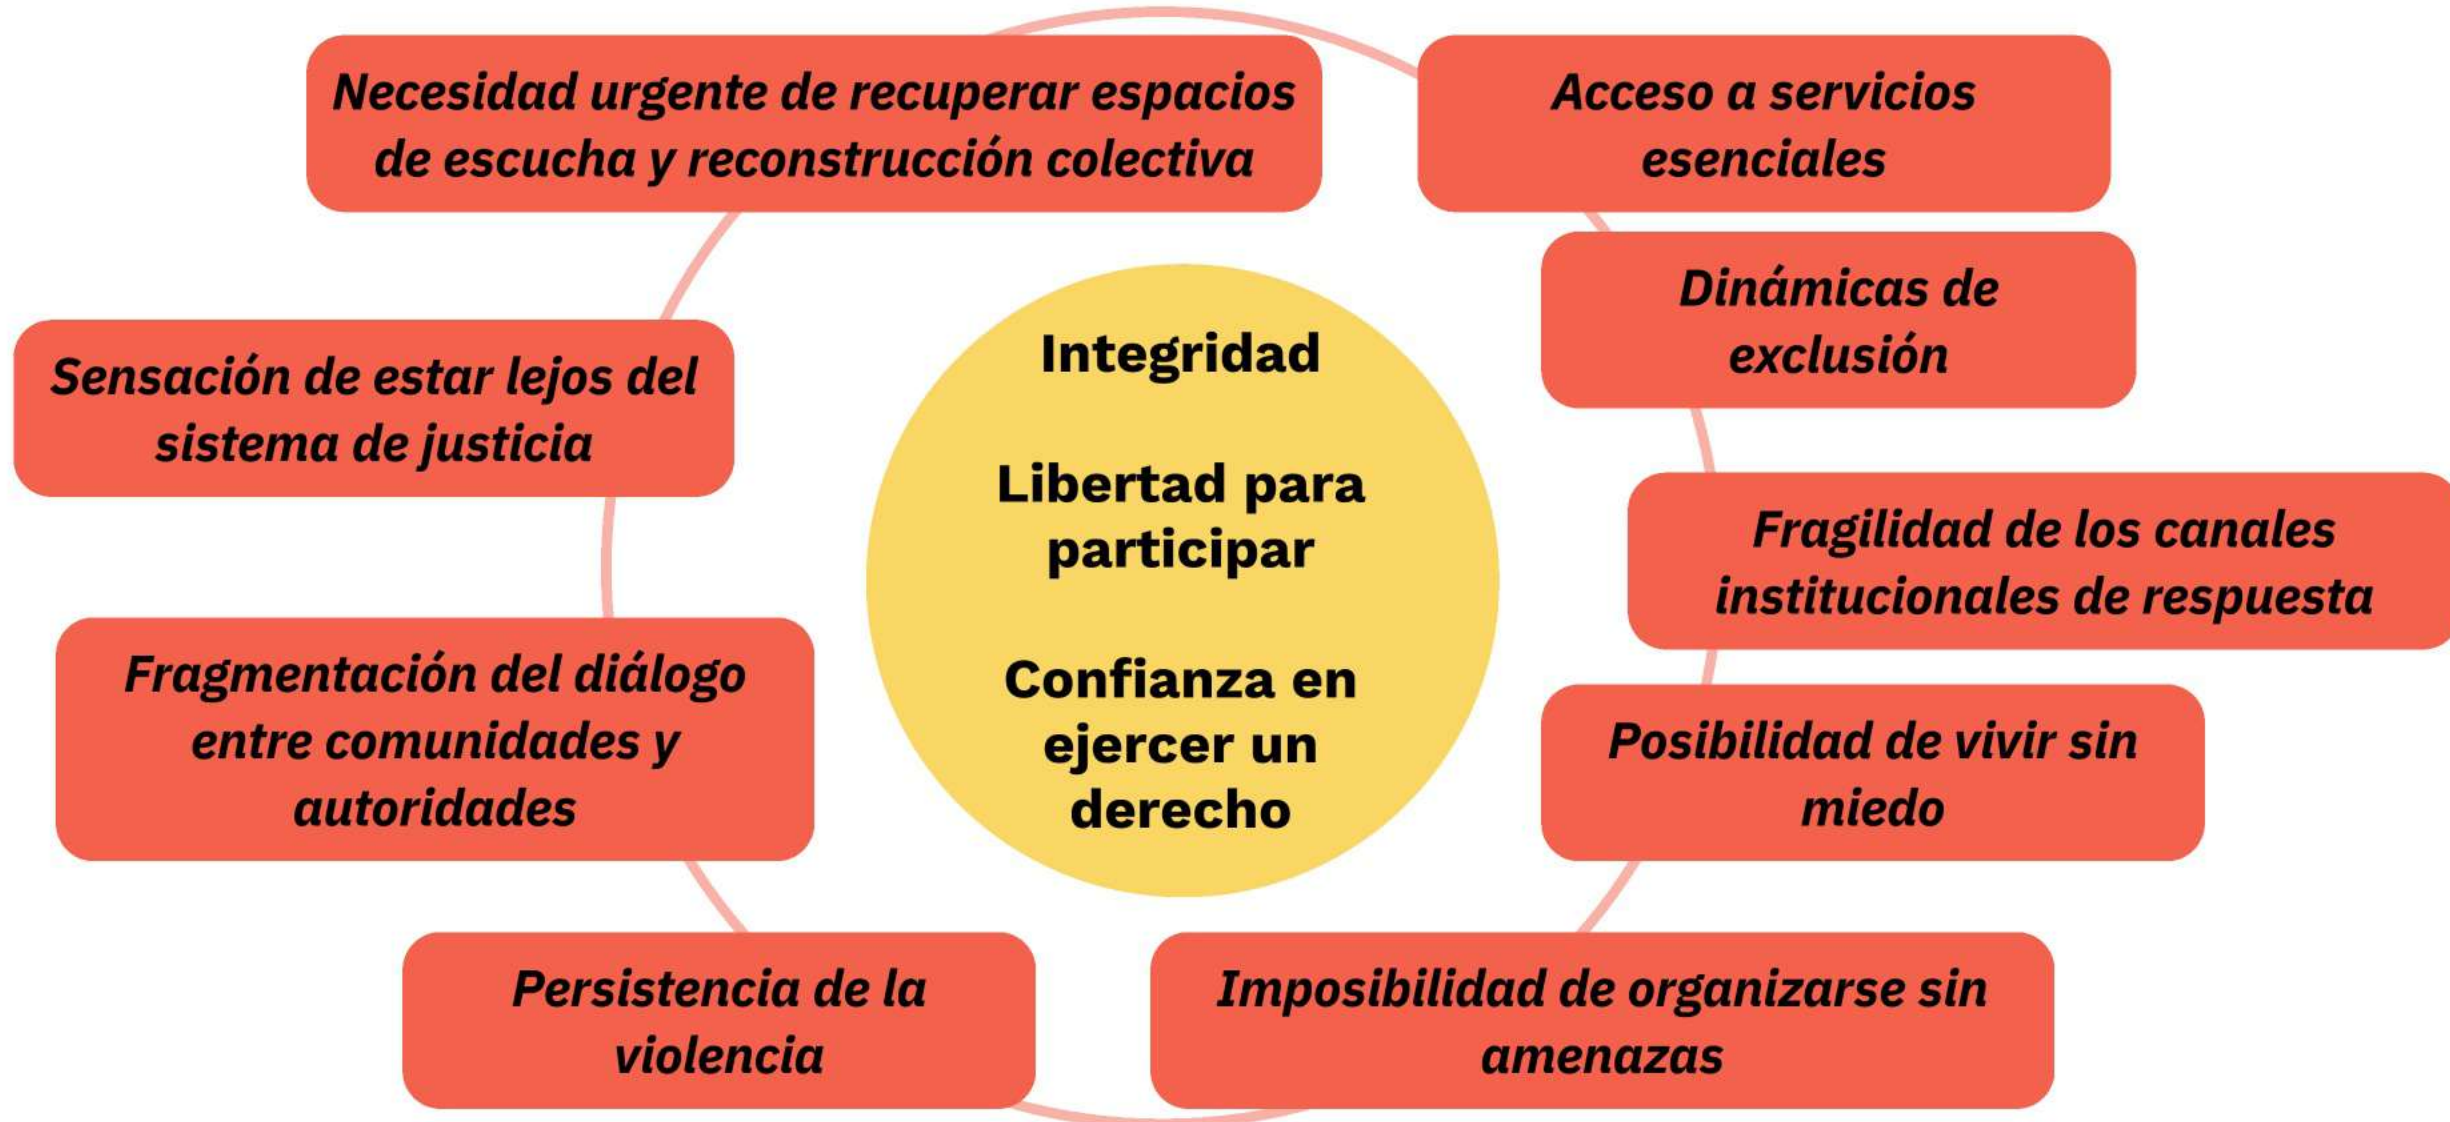 Necesidad urgente de recuperar espacios
de escucha y reconstrucción colectiva
Acceso a servicios
esenciales
Dinámicas de
exclusión
Fragilidad de los canales
institucionales de respuesta
Posibilidad de vivir sin
miedo
Imposibilidad de organizarse sin
amenazas
Persistencia de la
violencia
Fragmentación del diálogo
entre comunidades y
autoridades
Sensación de estar lejos del
sistema de justicia
Integridad
Libertad para
participar
Confianza en
ejercer un
derecho